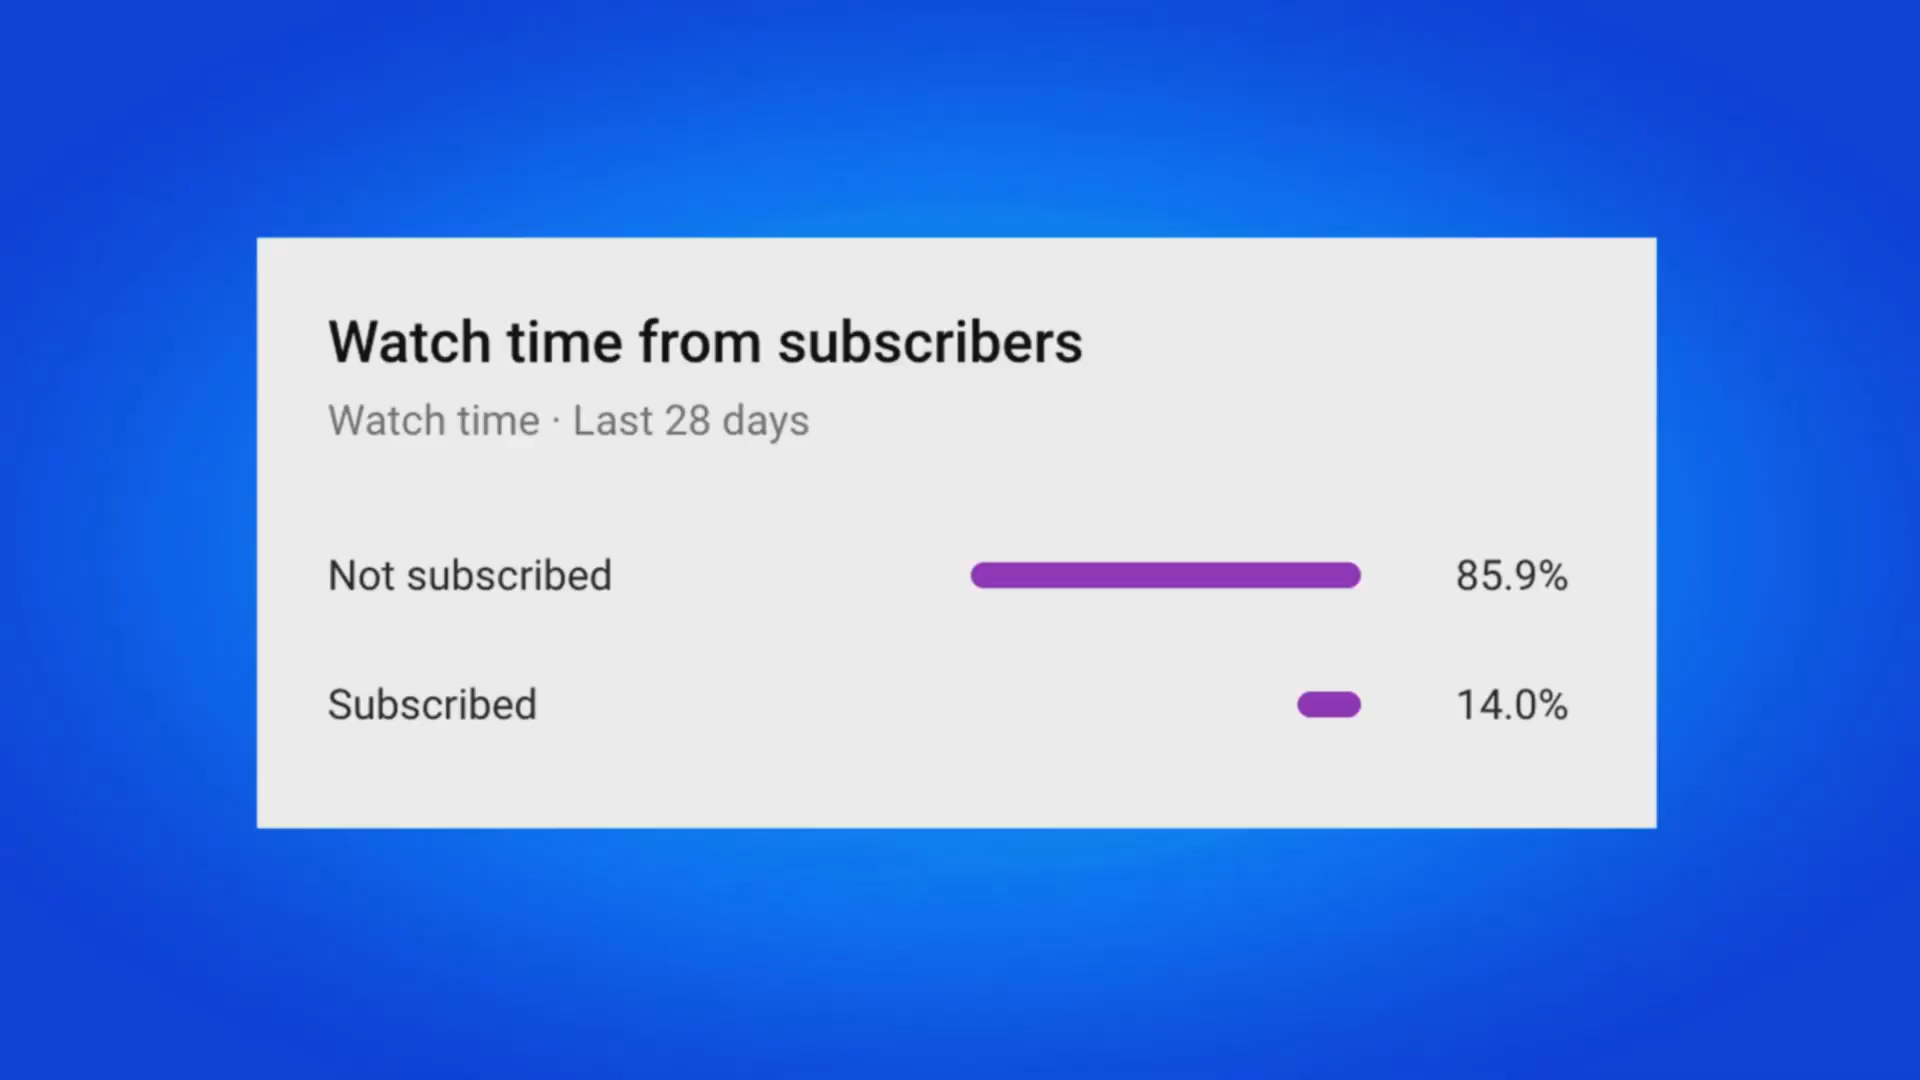 Watch time from subscribers
Watch time · Last 28 days
Not subscribed 85.9%
Subscribed 14.0%